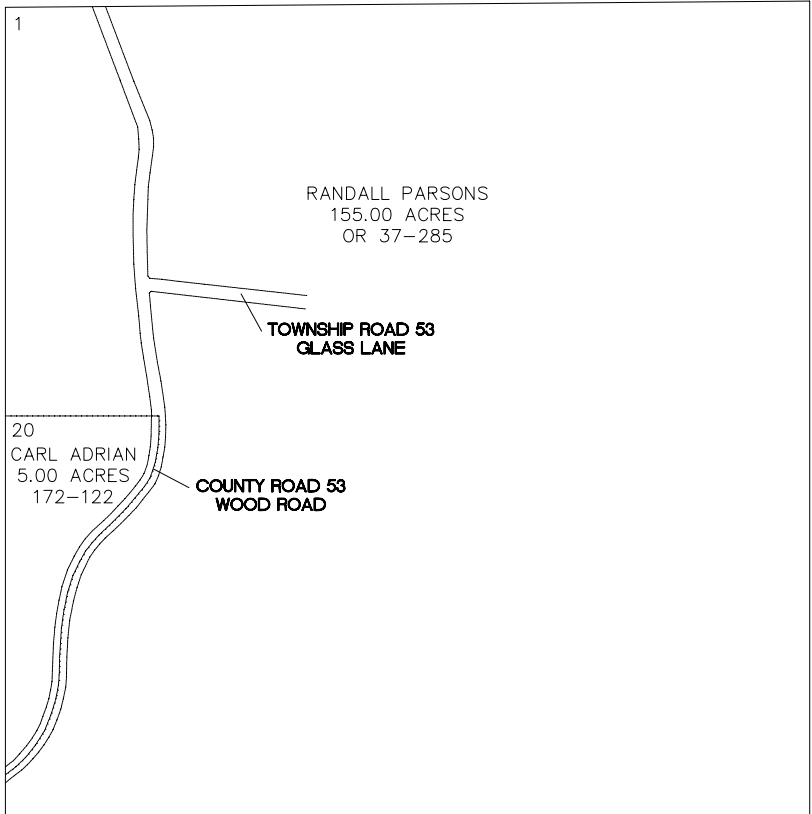 1
RANDALL PARSONS
155.00 ACRES
OR 37-285
TOWNSHIP ROAD 53
GLASS LANE
20
CARL ADRIAN
5.00 ACRES
172-122
COUNTY ROAD 53
WOOD ROAD